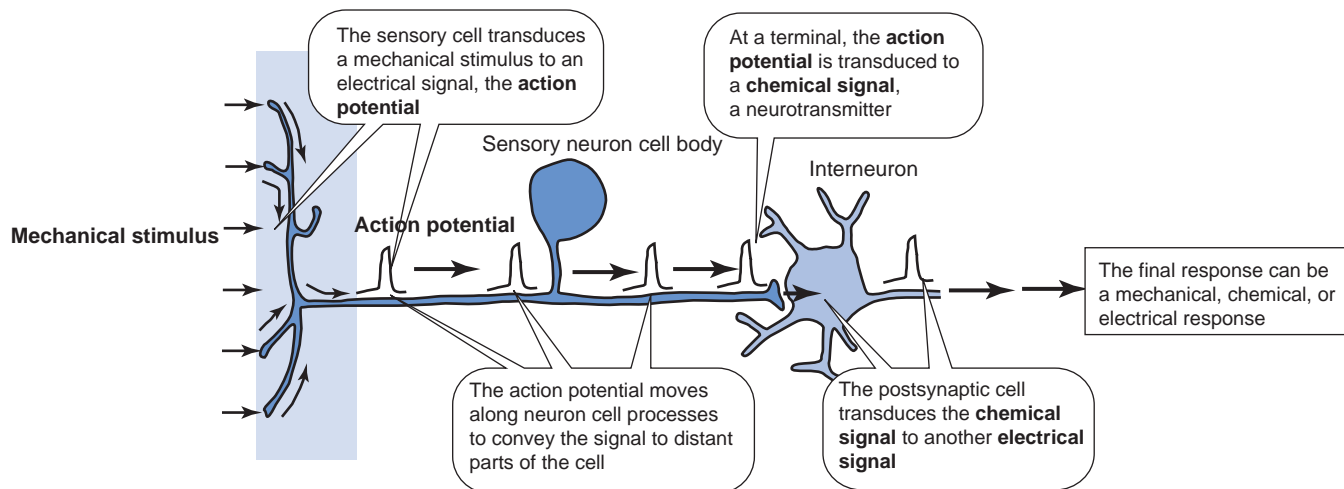 The sensory cell transduces
a mechanical stimulus to an
electrical signal, the action
potential
At a terminal, the action
potential is transduced to
a chemical signal,
a neurotransmitter
Sensory neuron cell body
Interneuron
Mechanical stimulus
Action potential
The final response can be
a mechanical, chemical, or
electrical response
The action potential moves
along neuron cell processes
to convey the signal to distant
parts of the cell
The postsynaptic cell
transduces the chemical
signal to another electrical
signal